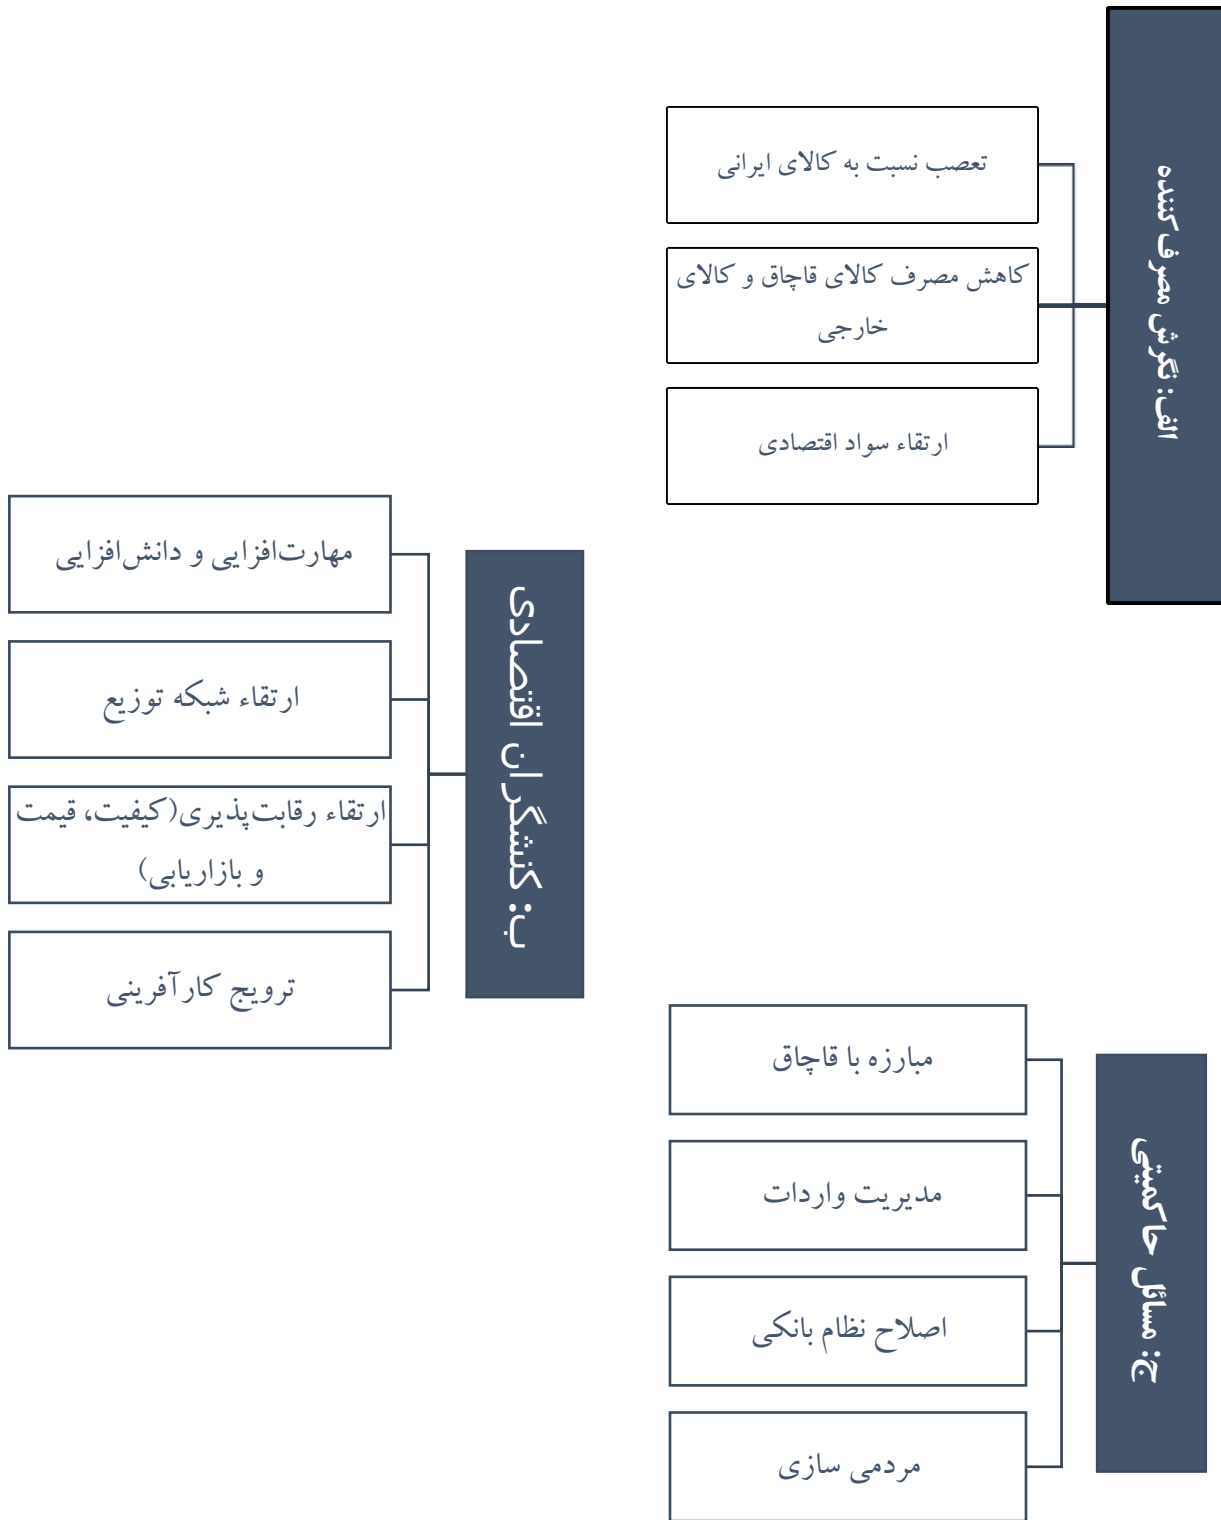 الف: نگرش مصرف کننده
تعصب نسبت به کالای ایرانی
کاهش مصرف کالای قاچاق و کالای
خارجی
ارتقاء سواد اقتصادی
ب: کنشگران اقتصادی
مهارت‌افزایی و دانش‌افزایی
ارتقاء شبکه توزیع
ارتقاء رقابت‌پذیری(کیفیت، قیمت
و بازاریابی)
ترویج کارآفرینی
ج: مسائل حاکمیتی
مبارزه با قاچاق
مدیریت واردات
اصلاح نظام بانکی
مردمی سازی